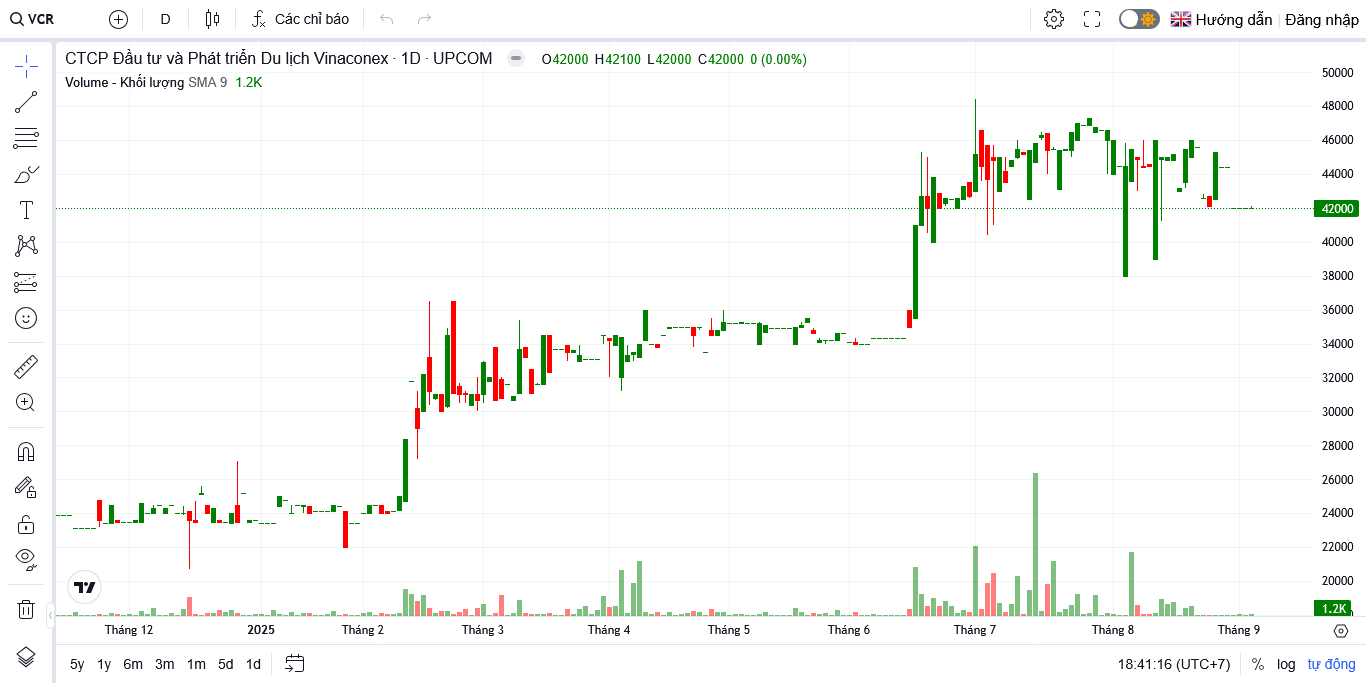 VCR D Các chỉ báo Hướng dẫn Đăng nhập
CTCP Đầu tư và Phát triển Du lịch Vinaconex · 1D · UPCOM O42000 H42100 L42000 C42000 0 (0.00%)
Volume - Khối lượng SMA 9 1.2K
50000
48000
46000
44000
42000
40000
38000
36000
34000
32000
30000
28000
26000
24000
22000
20000
1.2K
Tháng 12 2025 Tháng 2 Tháng 3 Tháng 4 Tháng 5 Tháng 6 Tháng 7 Tháng 8 Tháng 9
5y 1y 6m 3m 1m 5d 1d 18:41:16 (UTC+7) % log tự động